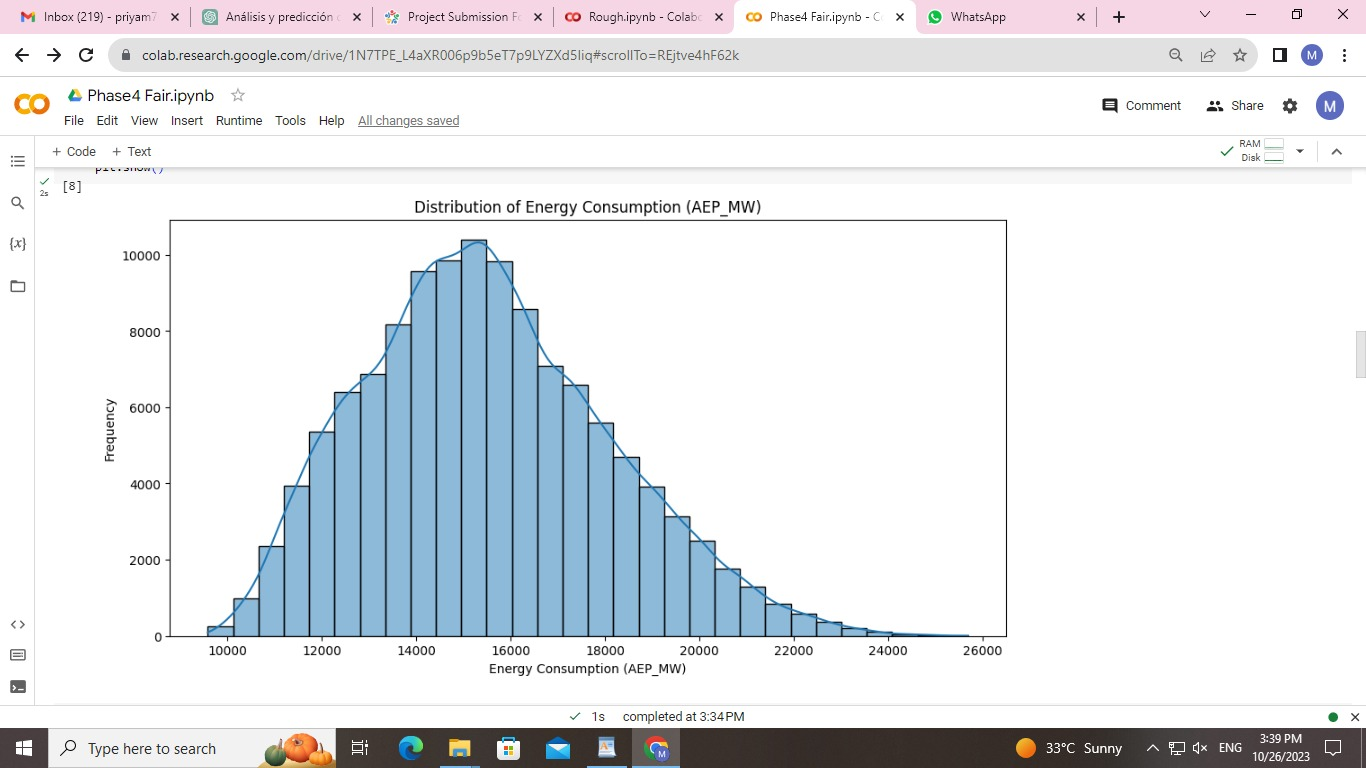 Inbox (219) - priyam7
Análisis y predicción
Project Submission Fo
Rough.ipynb - Colabo
Phase4 Fair.ipynb - C
WhatsApp
colab.research.google.com/drive/1N7TPE_L4aXR006p9b5eT7p9LYZXd5liq#scrollTo=REjtve4hF62k
M
Phase4 Fair.ipynb
File Edit View Insert Runtime Tools Help All changes saved
Comment
Share
M
+ Code + Text
RAM
Disk
plt.show()
[8]
2s
{x}
Distribution of Energy Consumption (AEP_MW)
10000
8000
6000
4000
2000
0
Frequency
10000 12000 14000 16000 18000 20000 22000 24000 26000
Energy Consumption (AEP_MW)
1s completed at 3:34 PM
Type here to search
33°C Sunny
ENG
3:39 PM
10/26/2023